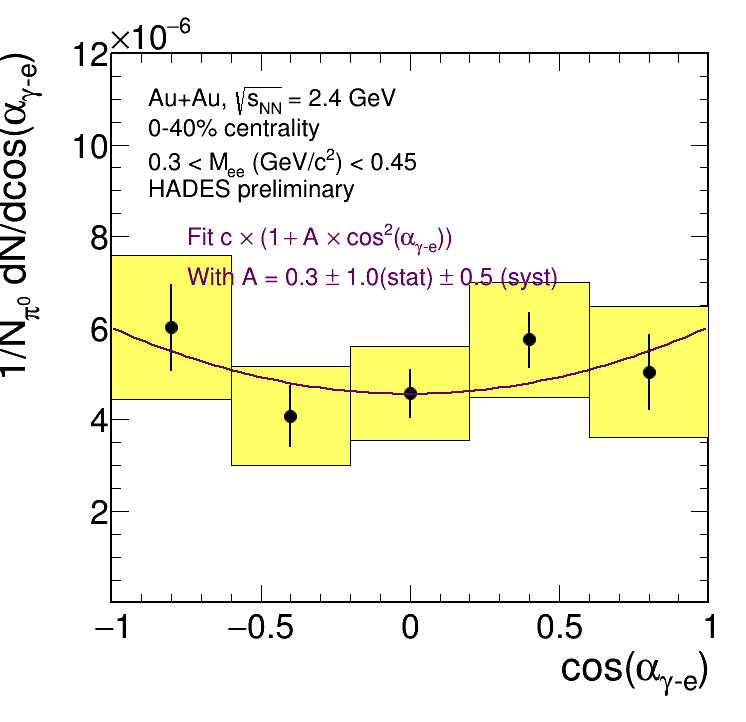 ×10⁻⁶
12
10
8
6
4
2
1/N_π⁰ dN/dcos(α_γ-e)
Au+Au, √s_NN = 2.4 GeV
0-40% centrality
0.3 < M_ee (GeV/c²) < 0.45
HADES preliminary
Fit c × (1 + A × cos²(α_γ-e))
With A = 0.3 ± 1.0(stat) ± 0.5 (syst)
−1 −0.5 0 0.5 1
cos(α_γ-e)